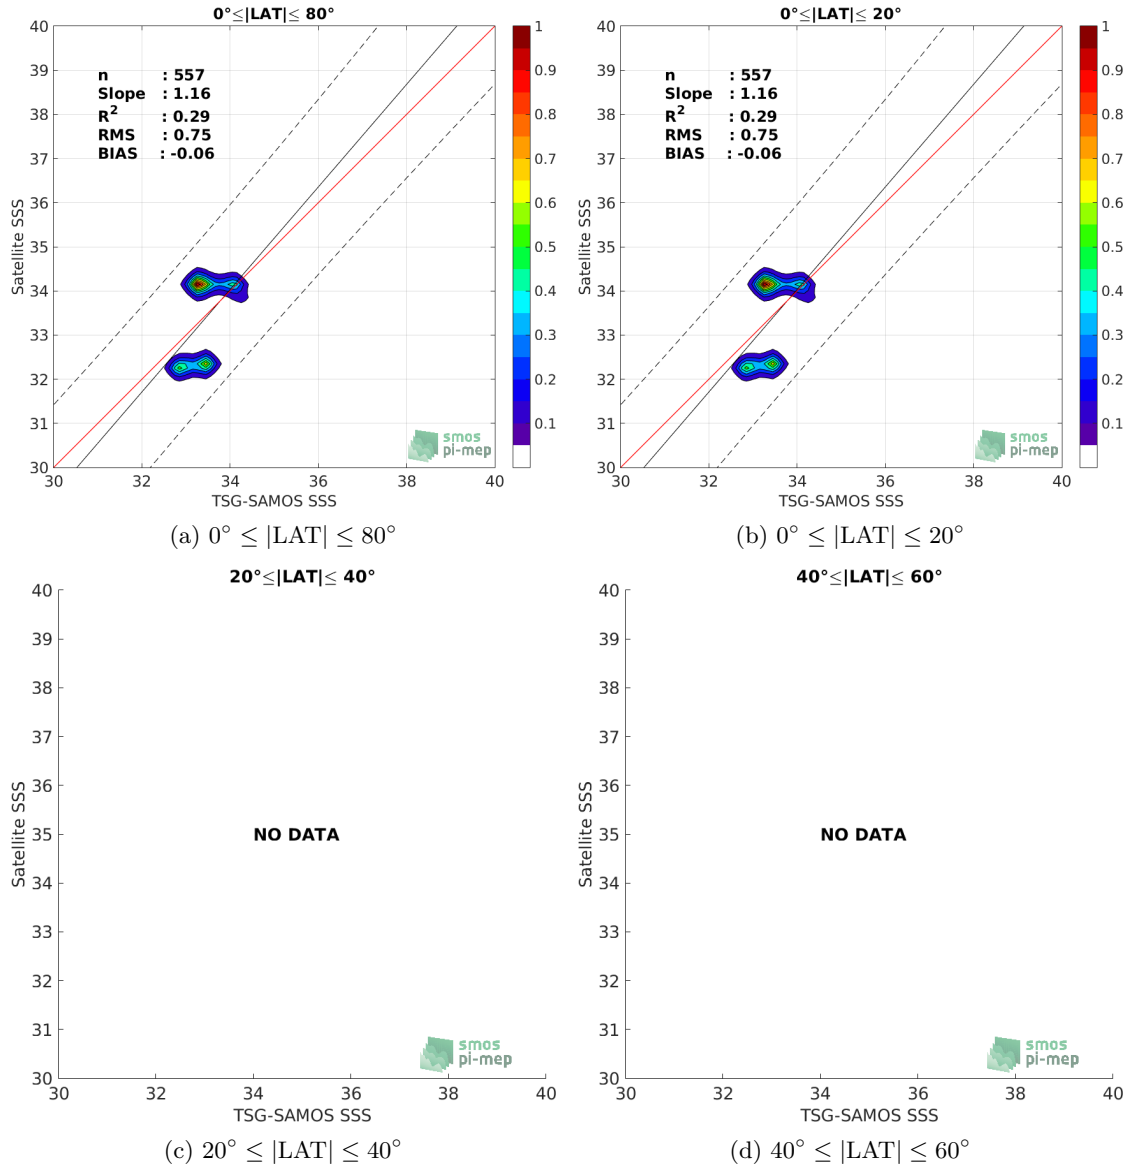 0°≤|LAT|≤ 80°
40
39
38
37
36
35
34
33
32
31
30
Satellite SSS
n : 557
Slope : 1.16
R² : 0.29
RMS : 0.75
BIAS : -0.06
smos
pi-mep
30 32 34 36 38 40
TSG-SAMOS SSS
1
0.9
0.8
0.7
0.6
0.5
0.4
0.3
0.2
0.1
(a) 0° ≤ |LAT| ≤ 80°
0°≤|LAT|≤ 20°
40
39
38
37
36
35
34
33
32
31
30
Satellite SSS
n : 557
Slope : 1.16
R² : 0.29
RMS : 0.75
BIAS : -0.06
smos
pi-mep
30 32 34 36 38 40
TSG-SAMOS SSS
1
0.9
0.8
0.7
0.6
0.5
0.4
0.3
0.2
0.1
(b) 0° ≤ |LAT| ≤ 20°
20°≤|LAT|≤ 40°
40
39
38
37
36
35
34
33
32
31
30
Satellite SSS
NO DATA
smos
pi-mep
30 32 34 36 38 40
TSG-SAMOS SSS
(c) 20° ≤ |LAT| ≤ 40°
40°≤|LAT|≤ 60°
40
39
38
37
36
35
34
33
32
31
30
Satellite SSS
NO DATA
smos
pi-mep
30 32 34 36 38 40
TSG-SAMOS SSS
(d) 40° ≤ |LAT| ≤ 60°